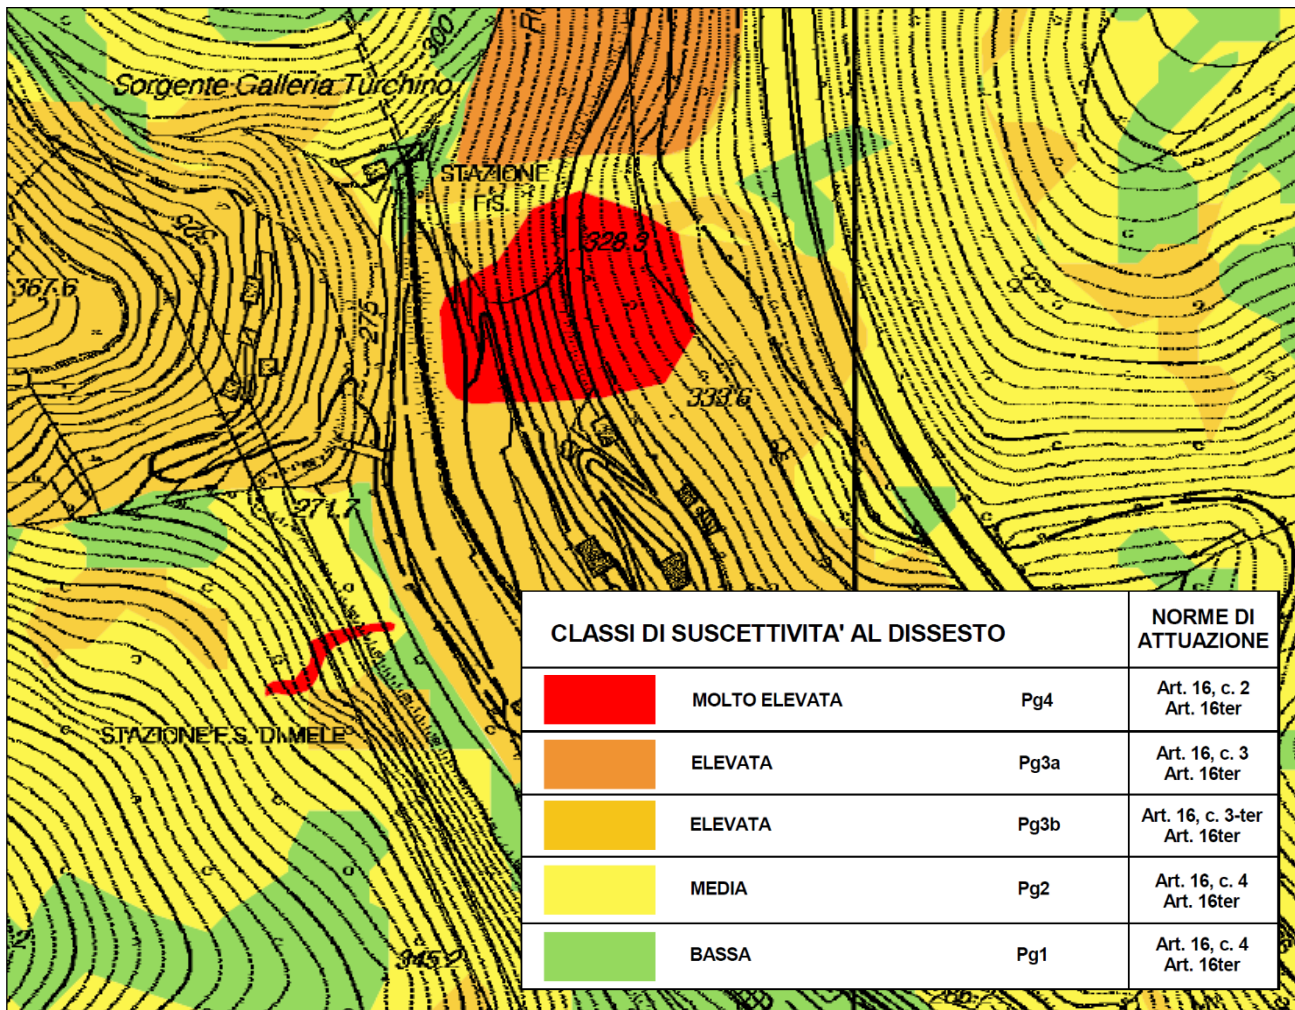 300
Sorgente Galleria Turchino
STAZIONE
F.S.
325
328.3
367.6
275
333.6
271.7
STAZIONE F.S. DI MELE
345.2
CLASSI DI SUSCETTIVITA' AL DISSESTO
NORME DI
ATTUAZIONE
MOLTO ELEVATA Pg4
Art. 16, c. 2
Art. 16ter
ELEVATA Pg3a
Art. 16, c. 3
Art. 16ter
ELEVATA Pg3b
Art. 16, c. 3-ter
Art. 16ter
MEDIA Pg2
Art. 16, c. 4
Art. 16ter
BASSA Pg1
Art. 16, c. 4
Art. 16ter